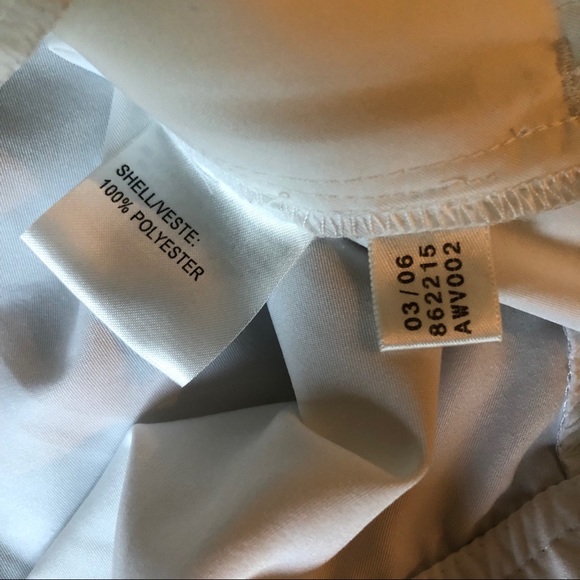 SHELL/VESTE:
100% POLYESTER
03/06
862215
AWV002